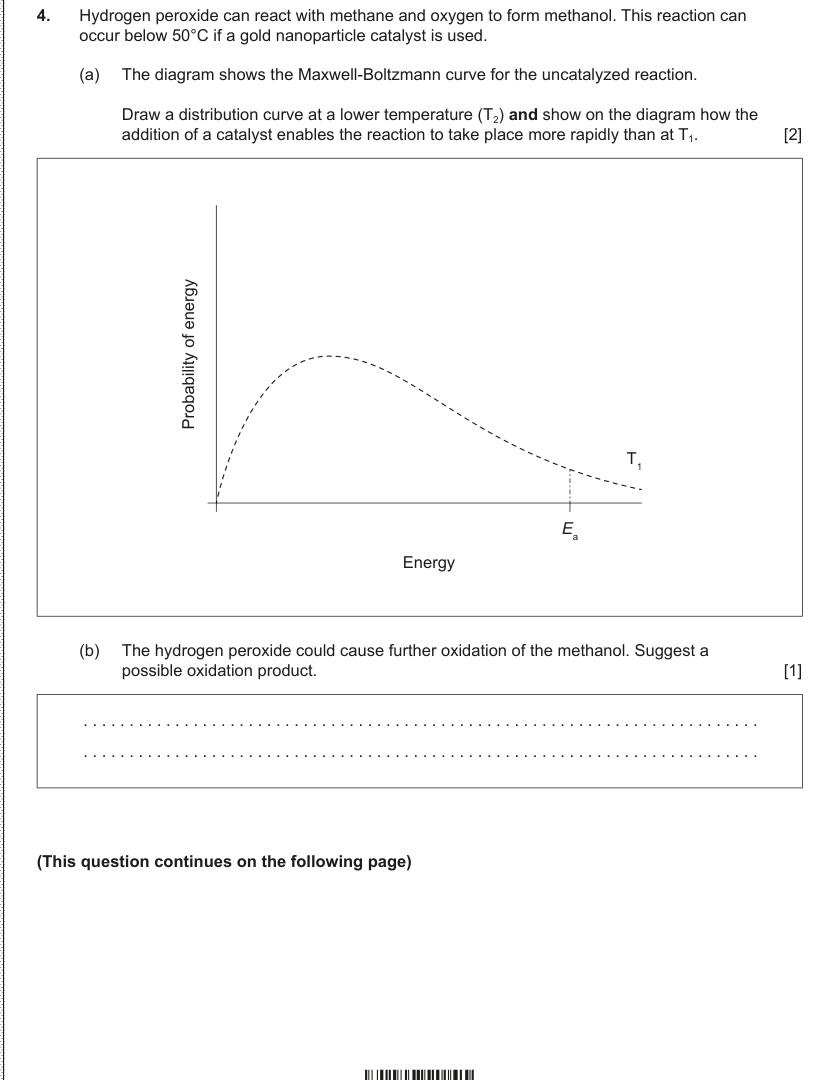 4. Hydrogen peroxide can react with methane and oxygen to form methanol. This reaction can
occur below 50°C if a gold nanoparticle catalyst is used.
(a) The diagram shows the Maxwell-Boltzmann curve for the uncatalyzed reaction.
Draw a distribution curve at a lower temperature (T₂) and show on the diagram how the
addition of a catalyst enables the reaction to take place more rapidly than at T₁. [2]
Probability of energy
T₁
Eₐ
Energy
(b) The hydrogen peroxide could cause further oxidation of the methanol. Suggest a
possible oxidation product. [1]
(This question continues on the following page)